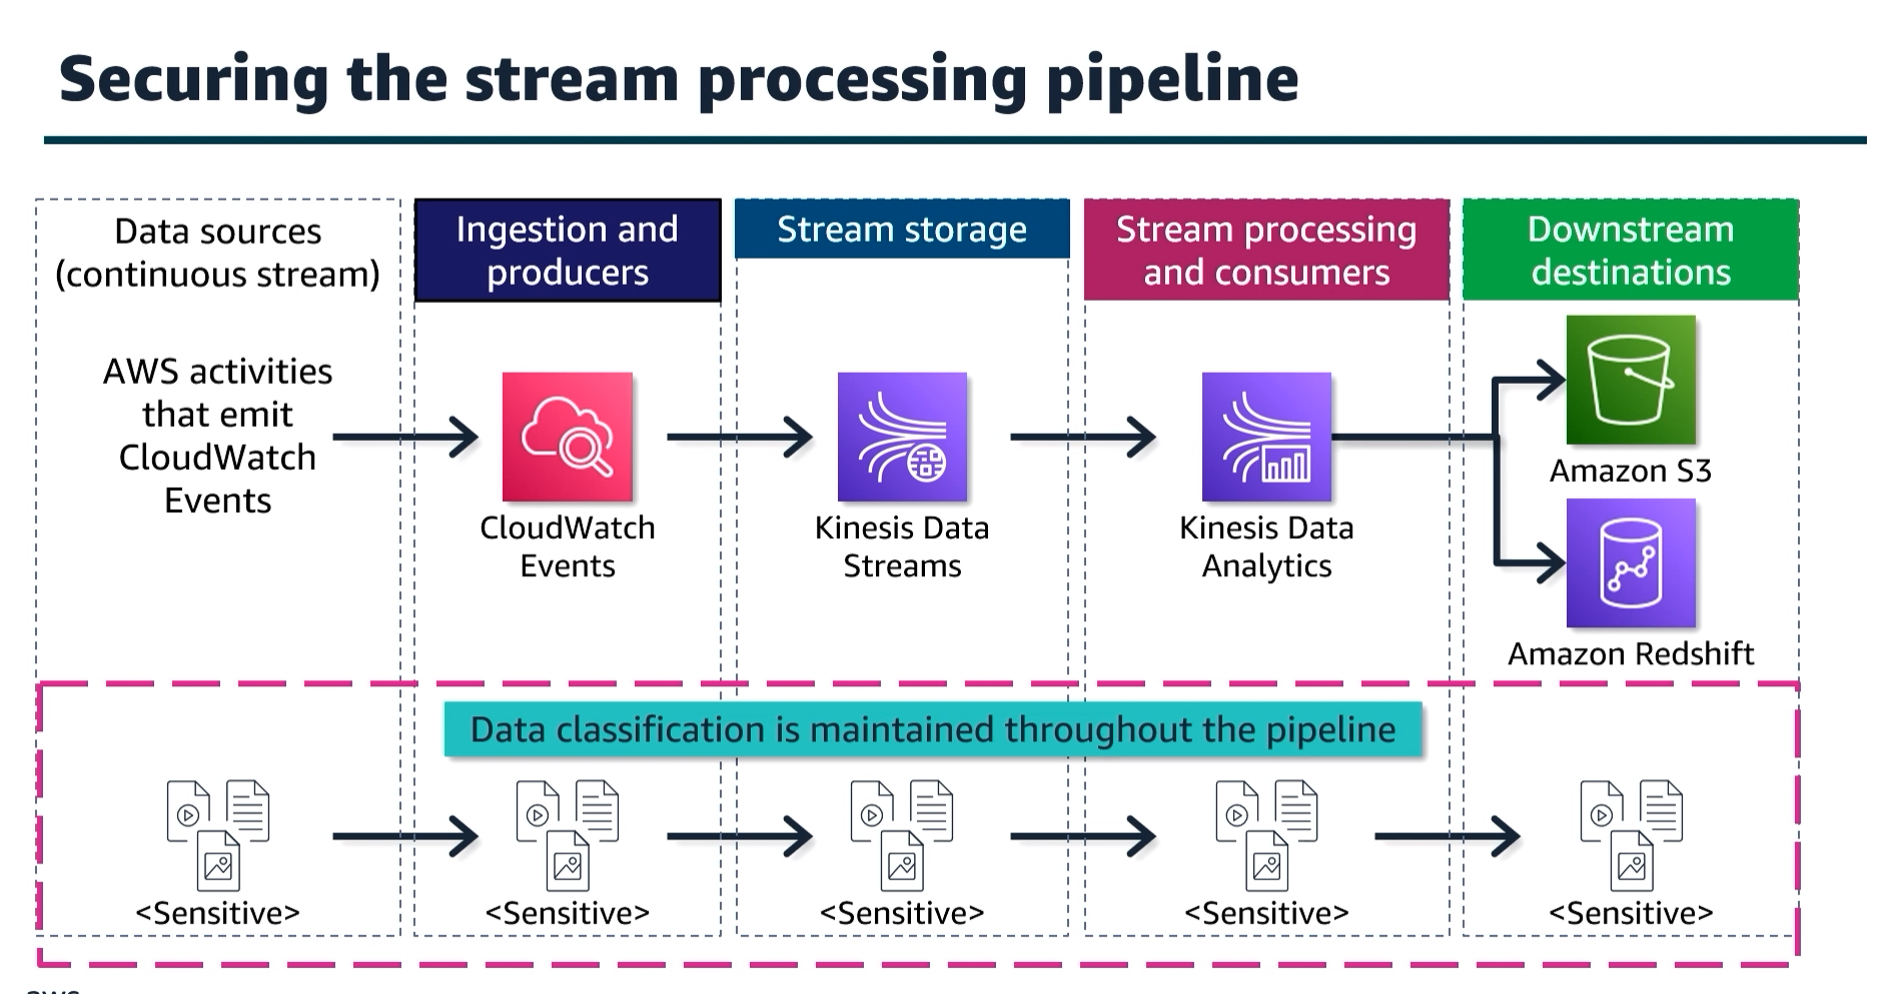 Securing the stream processing pipeline
Data sources
(continuous stream)
Ingestion and
producers
Stream storage
Stream processing
and consumers
Downstream
destinations
AWS activities
that emit
CloudWatch
Events
CloudWatch
Events
Kinesis Data
Streams
Kinesis Data
Analytics
Amazon S3
Amazon Redshift
Data classification is maintained throughout the pipeline
<Sensitive>
<Sensitive>
<Sensitive>
<Sensitive>
<Sensitive>
aws